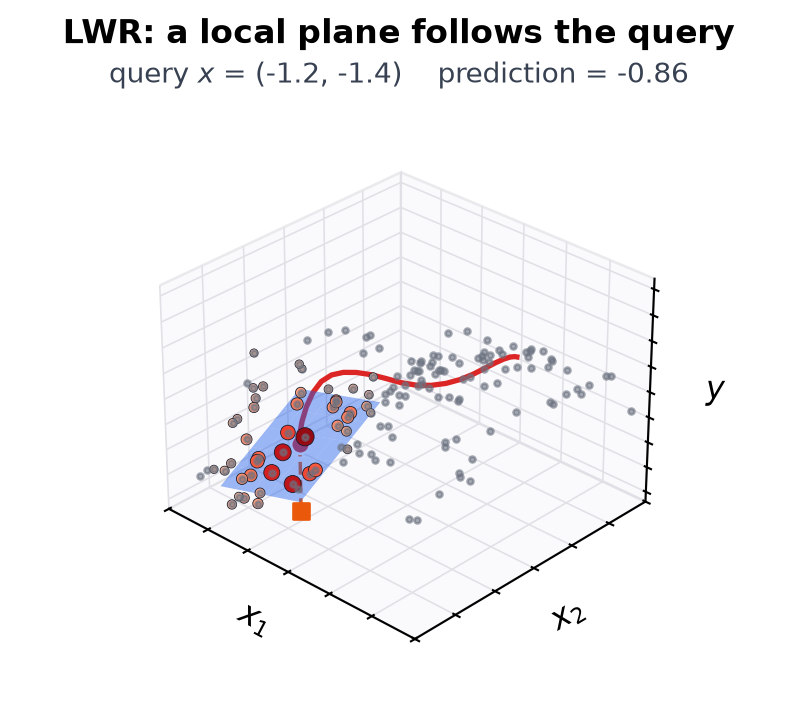 LWR: a local plane follows the query
query x = (-1.2, -1.4)    prediction = -0.86
y
x₁
x₂